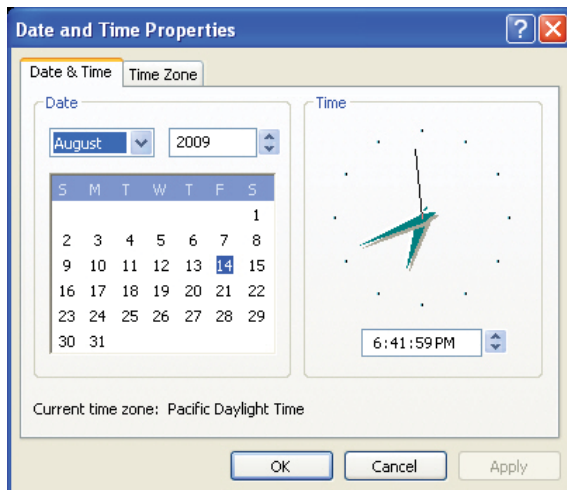 Date and Time Properties
?
Date & Time
Time Zone
Date
August
2009
S M T W T F S
1
2 3 4 5 6 7 8
9 10 11 12 13 14 15
16 17 18 19 20 21 22
23 24 25 26 27 28 29
30 31
Time
6:41:59 PM
Current time zone: Pacific Daylight Time
OK
Cancel
Apply